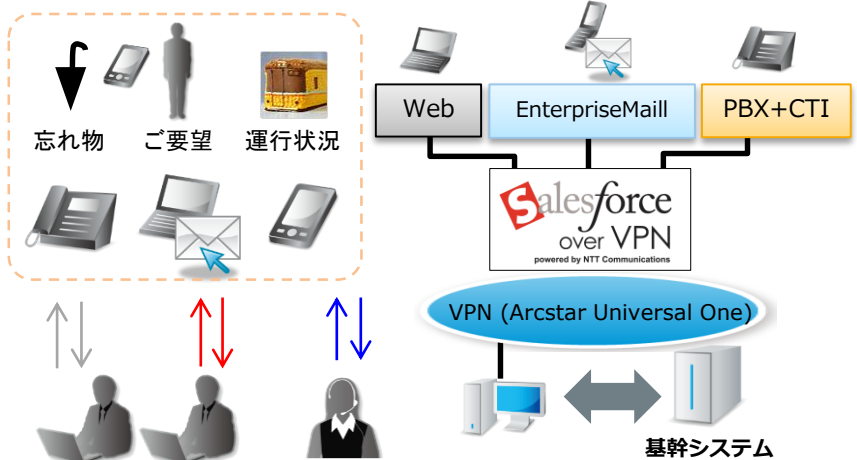 忘れ物 ご要望 運行状況
Web EnterpriseMaill PBX+CTI
Salesforce
over VPN
powered by NTT Communications
VPN (Arcstar Universal One)
基幹システム